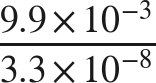 9.9 × 10⁻³
3.3 × 10⁻⁸